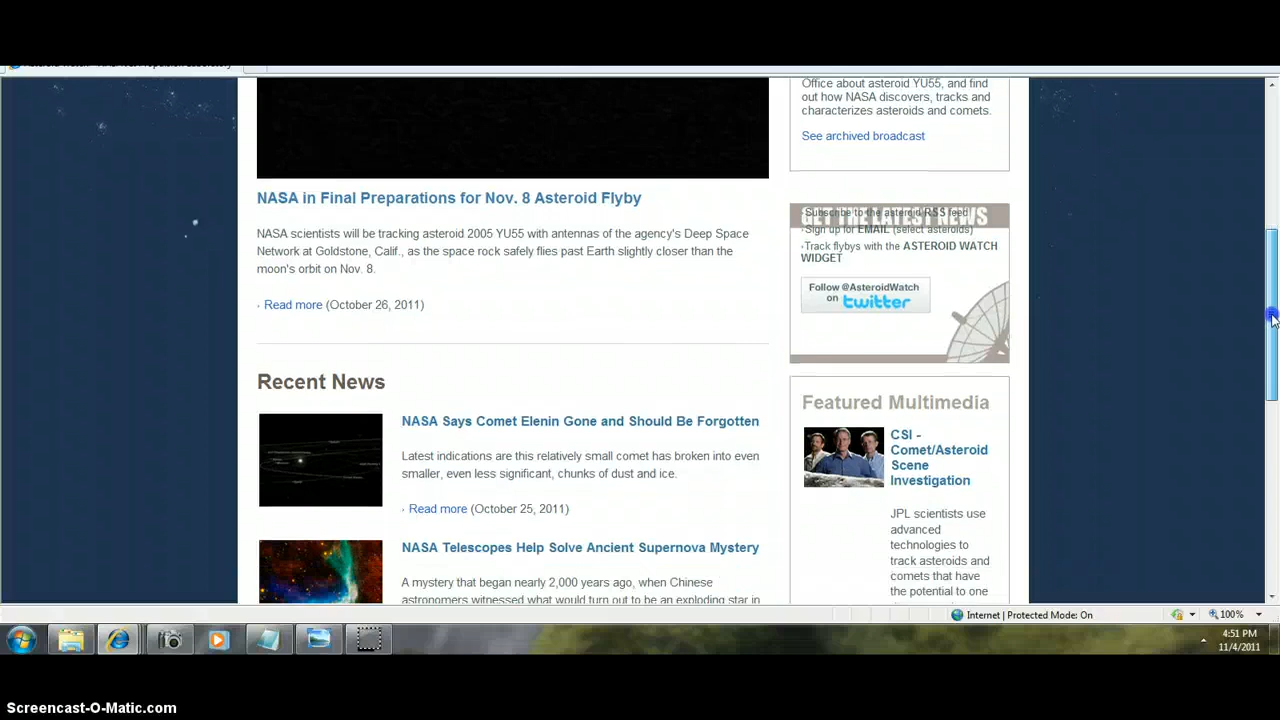 NASA in Final Preparations for Nov. 8 Asteroid Flyby
NASA scientists will be tracking asteroid 2005 YU55 with antennas of the agency's Deep Space
Network at Goldstone, Calif., as the space rock safely flies past Earth slightly closer than the
moon's orbit on Nov. 8.
Read more (October 26, 2011)
Recent News
NASA Says Comet Elenin Gone and Should Be Forgotten
Latest indications are this relatively small comet has broken into even
smaller, even less significant, chunks of dust and ice.
Read more (October 25, 2011)
NASA Telescopes Help Solve Ancient Supernova Mystery
A mystery that began nearly 2,000 years ago, when Chinese
astronomers witnessed what would turn out to be an exploding star in
Office about asteroid YU55, and find
out how NASA discovers, tracks and
characterizes asteroids and comets.
See archived broadcast
GET THE LATEST NEWS
Subscribe to the asteroid RSS feed
Sign up for EMAIL (select asteroids)
Track flybys with the ASTEROID WATCH
WIDGET
Follow @AsteroidWatch
on twitter
Featured Multimedia
CSI -
Comet/Asteroid
Scene
Investigation
JPL scientists use
advanced
technologies to
track asteroids and
comets that have
the potential to one
Internet | Protected Mode: On
100%
4:51 PM
11/4/2011
Screencast-O-Matic.com